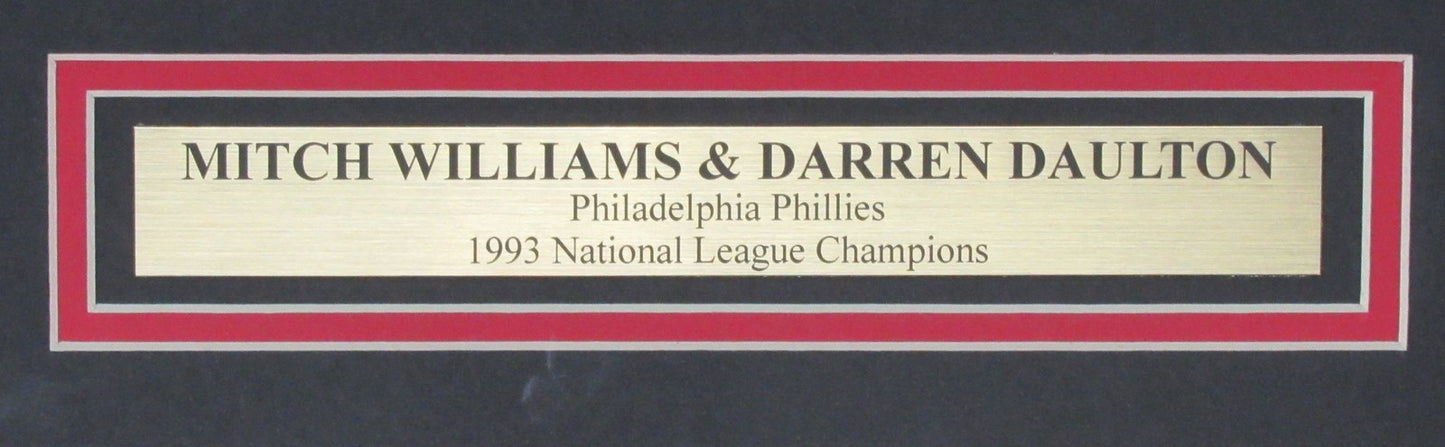 MITCH WILLIAMS & DARREN DAULTON
Philadelphia Phillies
1993 National League Champions